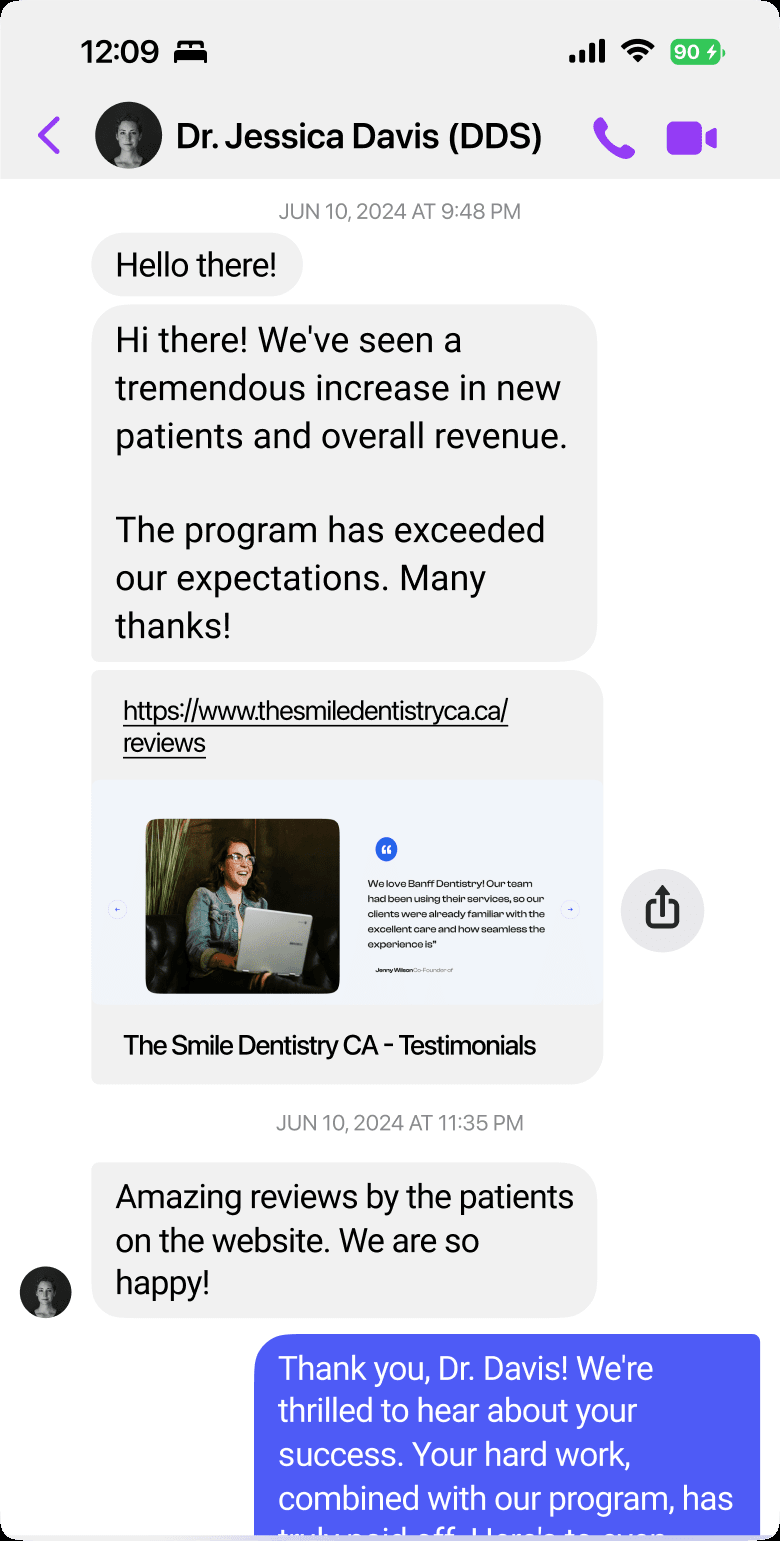 12:09
90
Dr. Jessica Davis (DDS)
JUN 10, 2024 AT 9:48 PM
Hello there!
Hi there! We've seen a
tremendous increase in new
patients and overall revenue.
The program has exceeded
our expectations. Many
thanks!
https://www.thesmiledentistryca.ca/
reviews
We love Banff Dentistry! Our team
had been using their services, so our
clients were already familiar with the
excellent care and how seamless the
experience is"
Jenny Wilson Co-Founder of
The Smile Dentistry CA - Testimonials
JUN 10, 2024 AT 11:35 PM
Amazing reviews by the patients
on the website. We are so
happy!
Thank you, Dr. Davis! We're
thrilled to hear about your
success. Your hard work,
combined with our program, has
truly paid off. Here's to even